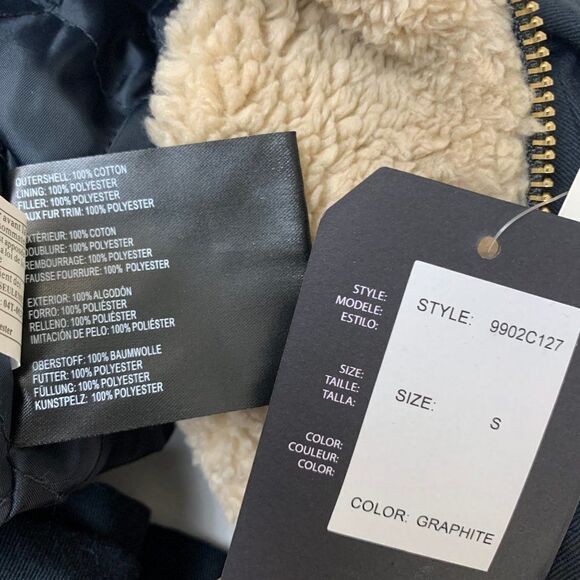 OUTERSHELL: 100% COTTON
LINING: 100% POLYESTER
FILLER: 100% POLYESTER
FAUX FUR TRIM: 100% POLYESTER
EXTÉRIEUR: 100% COTON
DOUBLURE: 100% POLYESTER
REMBOURRAGE: 100% POLYESTER
FAUSSE FOURRURE: 100% POLYESTER
EXTERIOR: 100% ALGODÓN
FORRO: 100% POLIÉSTER
RELLENO: 100% POLIÉSTER
IMITACIÓN DE PELO: 100% POLIÉSTER
OBERSTOFF: 100% BAUMWOLLE
FUTTER: 100% POLYESTER
FÜLLUNG: 100% POLYESTER
KUNSTPELZ: 100% POLYESTER
STYLE:
MODELE:
ESTILO:
STYLE: 9902C127
SIZE:
TAILLE:
TALLA:
SIZE: S
COLOR:
COULEUR:
COLOR:
COLOR: GRAPHITE